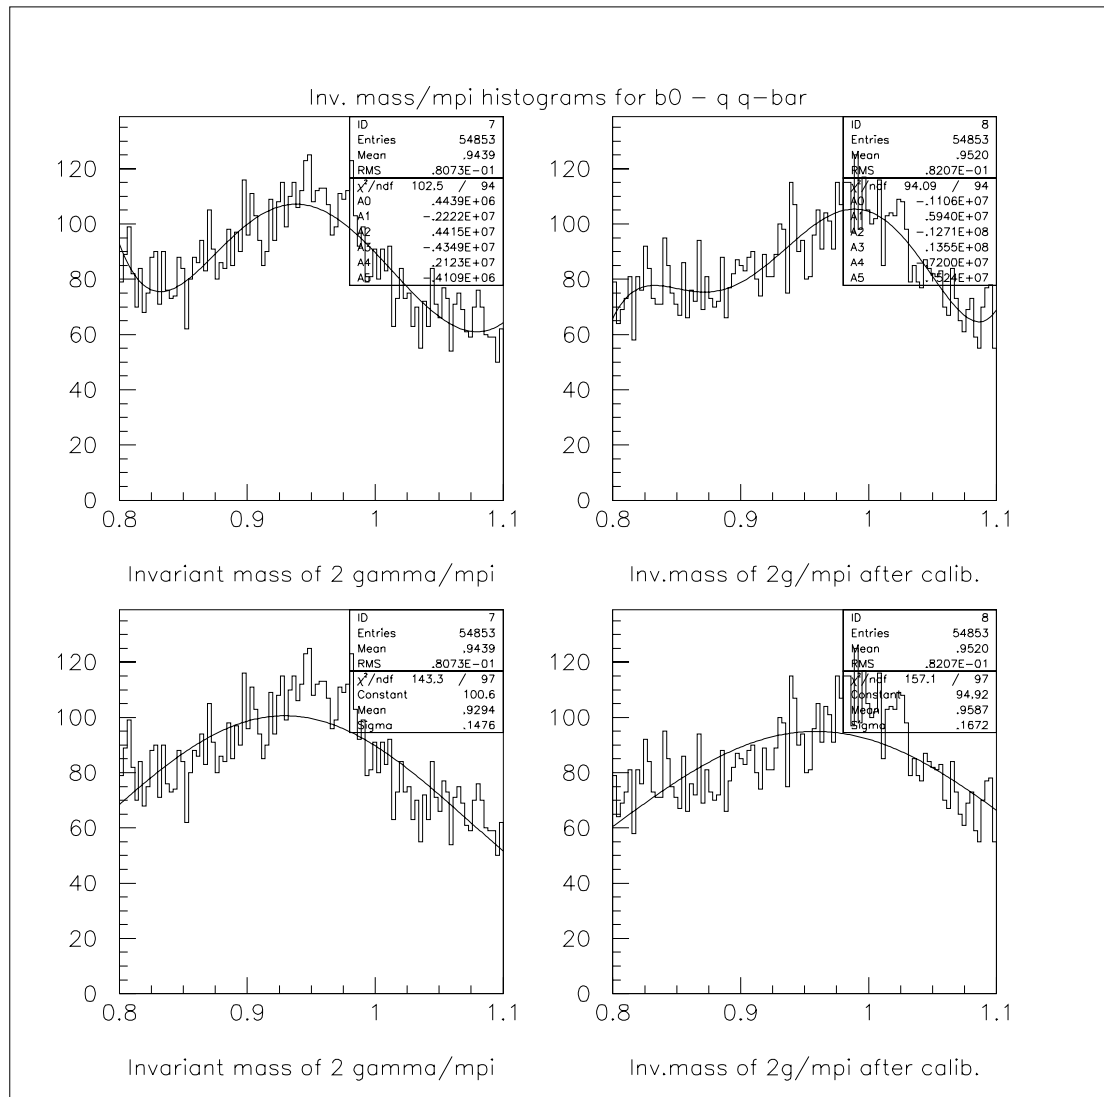 Inv. mass/mpi histograms for b0 - q q-bar
ID 7
Entries 54853
Mean .9439
RMS .8073E-01
χ²/ndf 102.5 / 94
A0 .4439E+06
A1 -.2222E+07
A2 .4415E+07
A3 -.4349E+07
A4 .2123E+07
A5 -.4109E+06
120
100
80
60
40
20
0
0.8 0.9 1 1.1
Invariant mass of 2 gamma/mpi
ID 8
Entries 54853
Mean .9520
RMS .8207E-01
χ²/ndf 94.09 / 94
A0 -.1106E+07
A1 .5940E+07
A2 -.1271E+08
A3 .1355E+08
A4 -.7200E+07
A5 .1524E+07
120
100
80
60
40
20
0
0.8 0.9 1 1.1
Inv.mass of 2g/mpi after calib.
ID 7
Entries 54853
Mean .9439
RMS .8073E-01
χ²/ndf 143.3 / 97
Constant 100.6
Mean .9294
Sigma .1476
120
100
80
60
40
20
0
0.8 0.9 1 1.1
Invariant mass of 2 gamma/mpi
ID 8
Entries 54853
Mean .9520
RMS .8207E-01
χ²/ndf 157.1 / 97
Constant 94.92
Mean .9587
Sigma .1672
120
100
80
60
40
20
0
0.8 0.9 1 1.1
Inv.mass of 2g/mpi after calib.